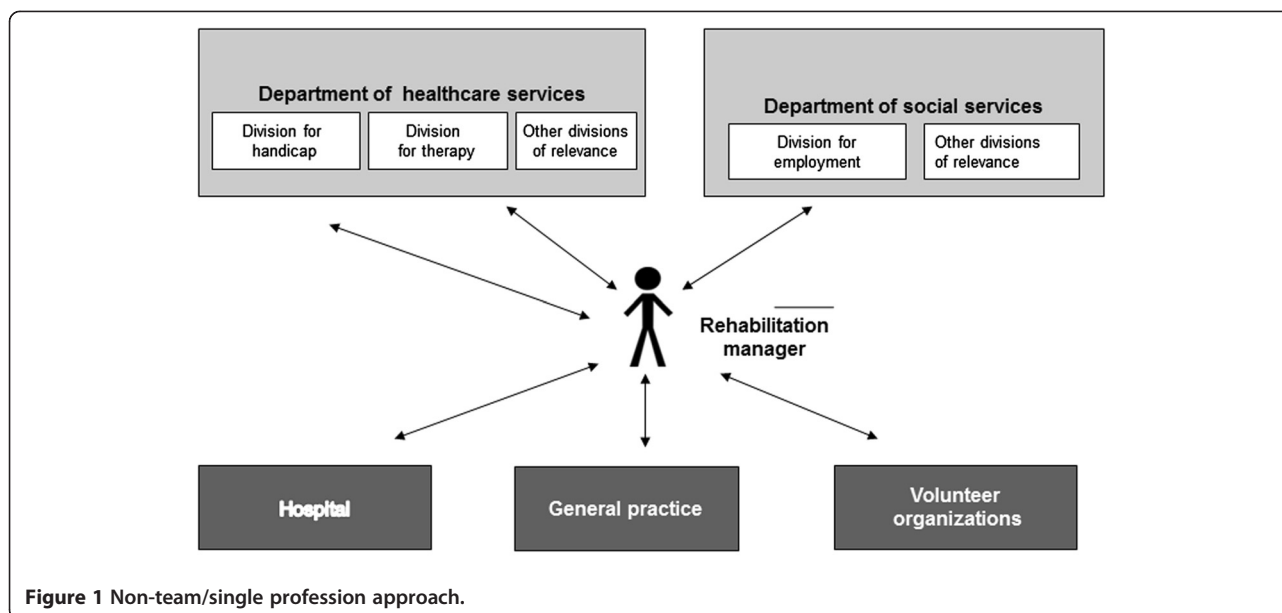 Department of healthcare services
Division for
handicap
Division
for therapy
Other divisions
of relevance
Department of social services
Division for
employment
Other divisions
of relevance
Rehabilitation
manager
Hospital
General practice
Volunteer
organizations
Figure 1 Non-team/single profession approach.